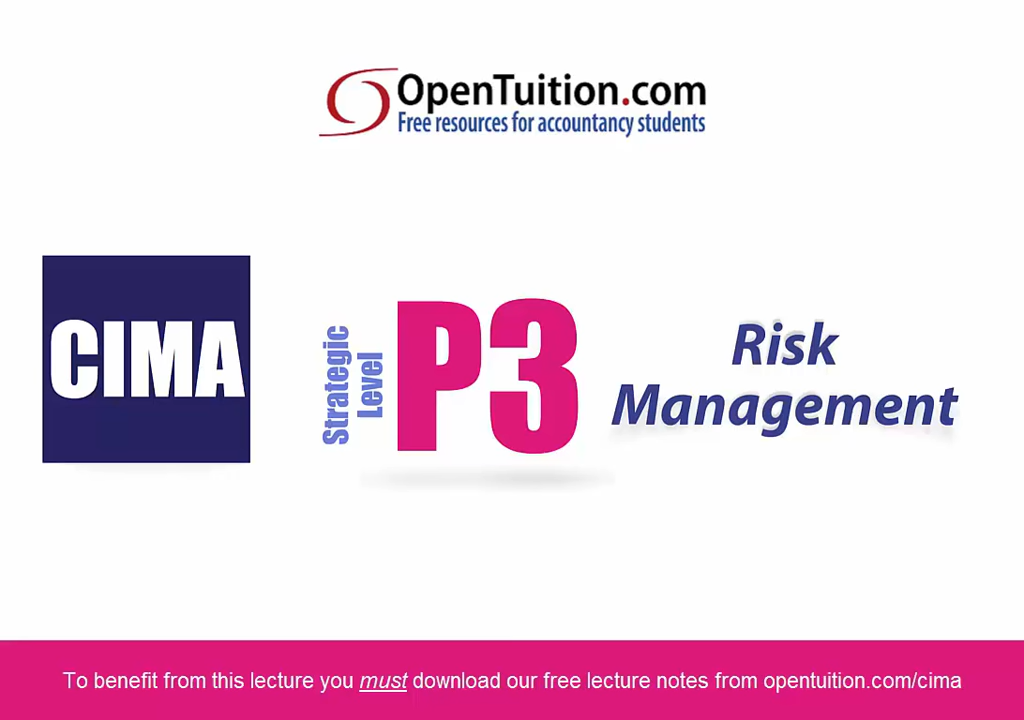 OpenTuition.com
Free resources for accountancy students
CIMA
Strategic
Level
P3
Risk
Management
To benefit from this lecture you must download our free lecture notes from opentuition.com/cima